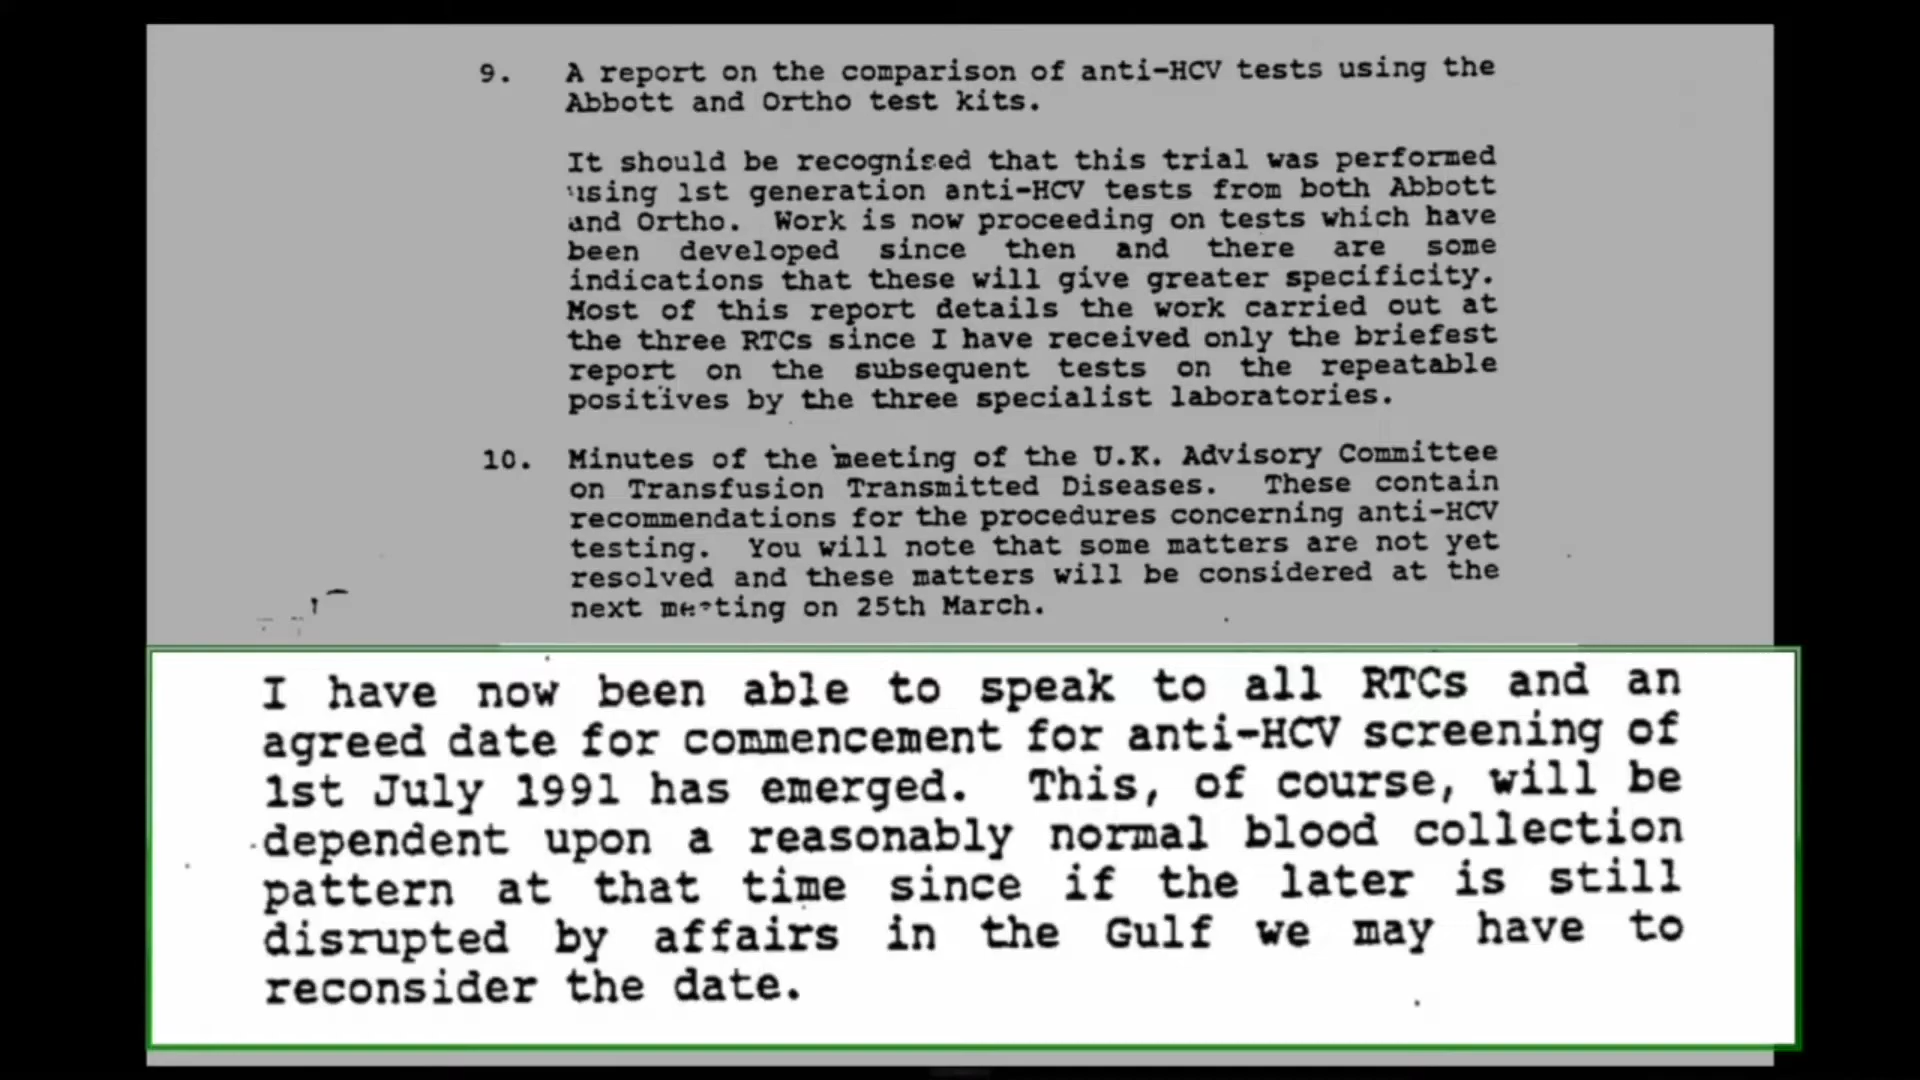 9. A report on the comparison of anti-HCV tests using the
Abbott and Ortho test kits.
It should be recognised that this trial was performed
using 1st generation anti-HCV tests from both Abbott
and Ortho. Work is now proceeding on tests which have
been developed since then and there are some
indications that these will give greater specificity.
Most of this report details the work carried out at
the three RTCs since I have received only the briefest
report on the subsequent tests on the repeatable
positives by the three specialist laboratories.
10. Minutes of the meeting of the U.K. Advisory Committee
on Transfusion Transmitted Diseases. These contain
recommendations for the procedures concerning anti-HCV
testing. You will note that some matters are not yet
resolved and these matters will be considered at the
next meeting on 25th March.
I have now been able to speak to all RTCs and an
agreed date for commencement for anti-HCV screening of
1st July 1991 has emerged. This, of course, will be
dependent upon a reasonably normal blood collection
pattern at that time since if the later is still
disrupted by affairs in the Gulf we may have to
reconsider the date.